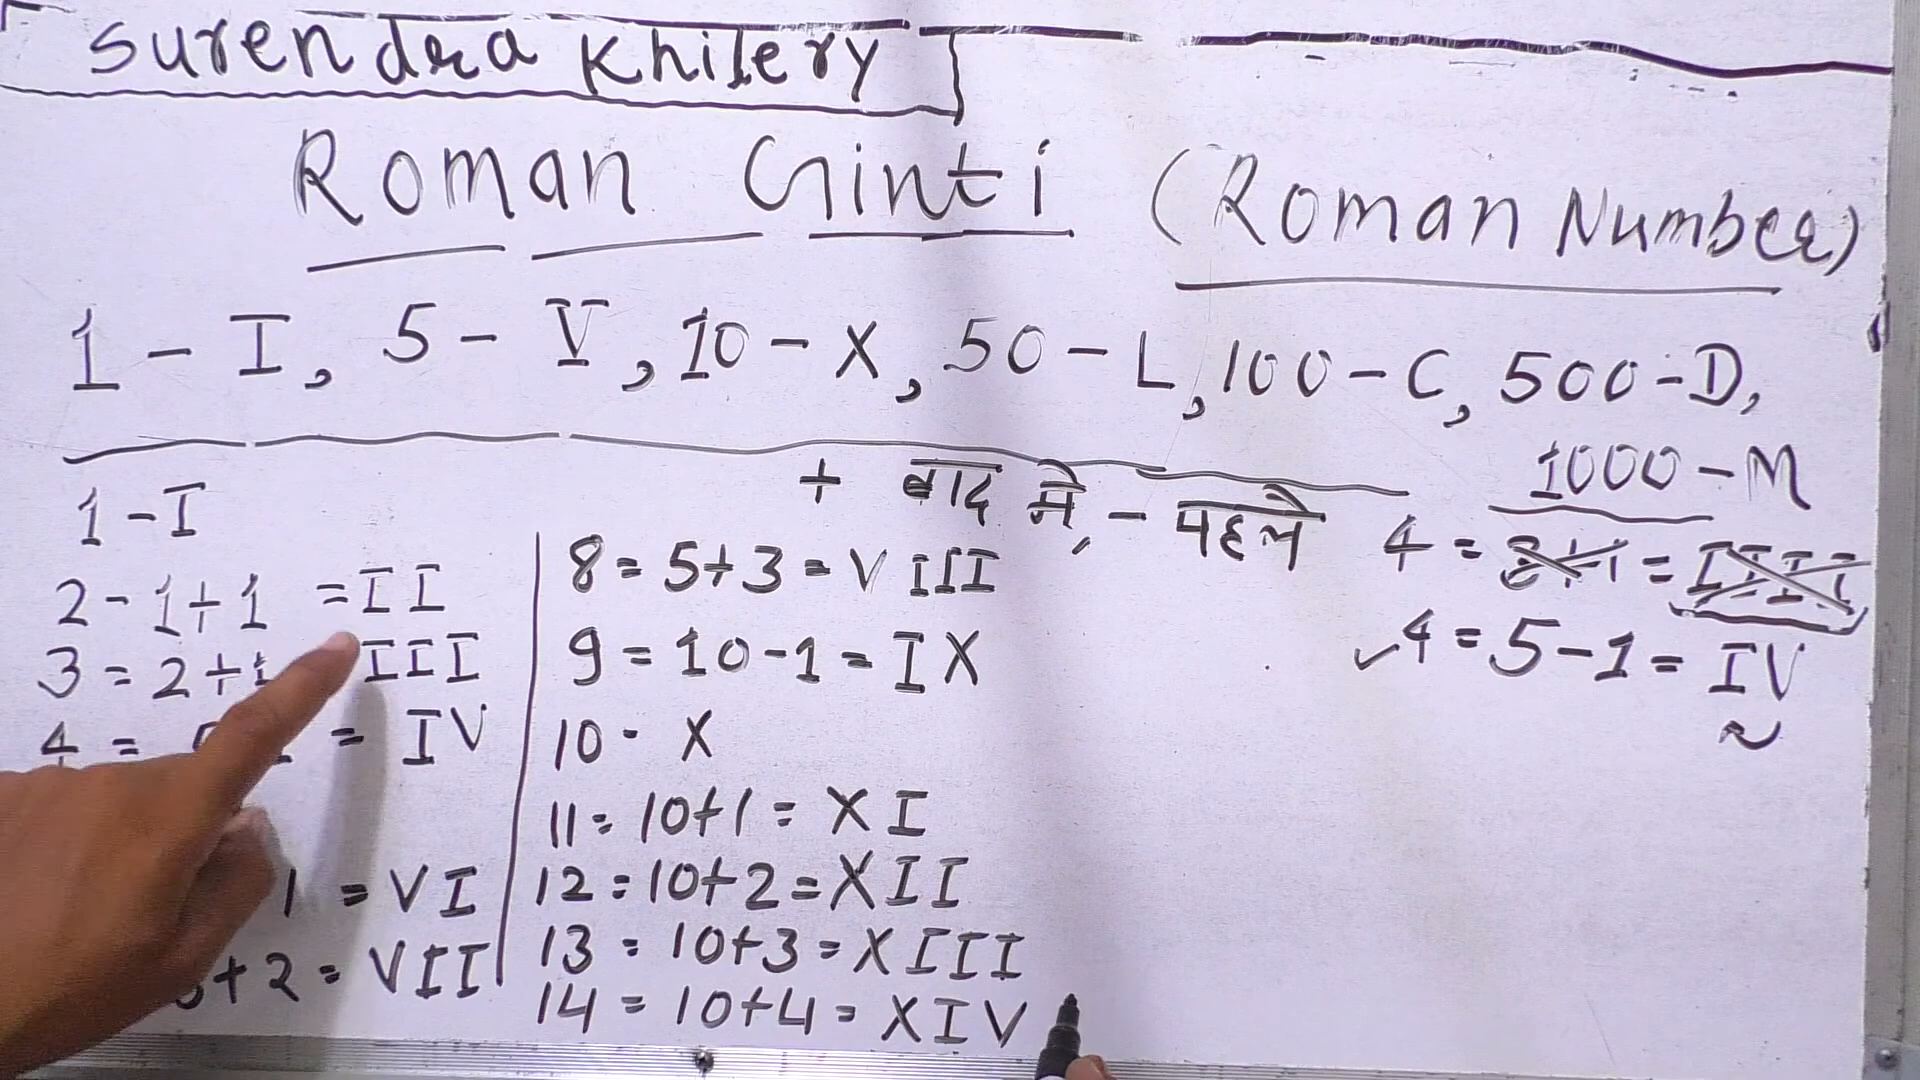 Surendra Khilery
Roman Ginti (Roman Number)
1 - I, 5 - V, 10 - X, 50 - L, 100 - C, 500 - D,
1000 - M
+ बाद मे, - पहले
1 - I
2 - 1+1 = II
3 = 2+1 III
4 = = IV
1 = VI
+2 = VII
8 = 5+3 = VIII
9 = 10-1 = IX
10 - X
11 = 10+1 = XI
12 = 10+2 = XII
13 = 10+3 = XIII
14 = 10+4 = XIV
4 = 3+1 = IIII
✓4 = 5-1 = IV